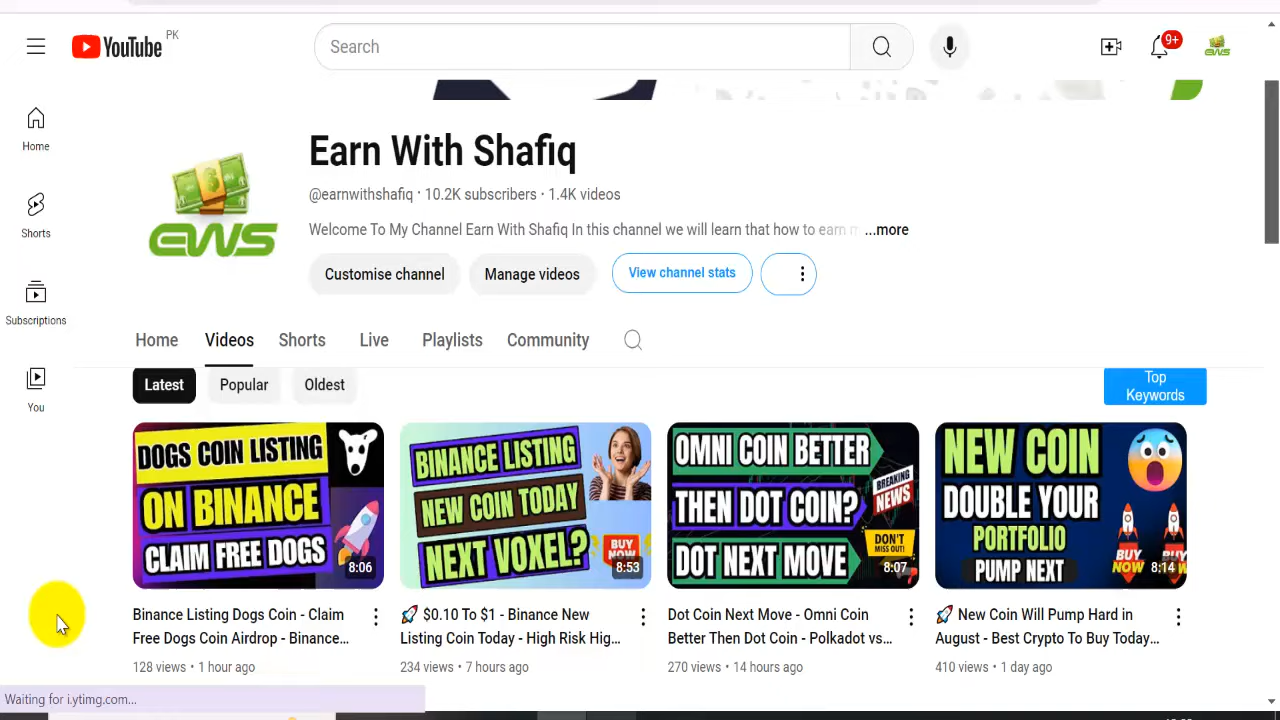 YouTube PK
Search
9+
EWS
Home
Shorts
Subscriptions
You
Earn With Shafiq
EWS
@earnwithshafiq · 10.2K subscribers · 1.4K videos
Welcome To My Channel Earn With Shafiq In this channel we will learn that how to earn m ...more
Customise channel
Manage videos
View channel stats
Home
Videos
Shorts
Live
Playlists
Community
Latest
Popular
Oldest
Top
Keywords
DOGS COIN LISTING
ON BINANCE
CLAIM FREE DOGS
8:06
BINANCE LISTING
NEW COIN TODAY
NEXT VOXEL?
BUY
NOW
8:53
OMNI COIN BETTER
THEN DOT COIN?
DOT NEXT MOVE
BREAKING
NEWS
DON'T
MISS OUT!
8:07
NEW COIN
DOUBLE YOUR
PORTFOLIO
PUMP NEXT
BUY
NOW
BUY
8:14
Binance Listing Dogs Coin - Claim
Free Dogs Coin Airdrop - Binance...
128 views · 1 hour ago
🚀 $0.10 To $1 - Binance New
Listing Coin Today - High Risk Hig...
234 views · 7 hours ago
Dot Coin Next Move - Omni Coin
Better Then Dot Coin - Polkadot vs...
270 views · 14 hours ago
🚀 New Coin Will Pump Hard in
August - Best Crypto To Buy Today...
410 views · 1 day ago
Waiting for i.ytimg.com...